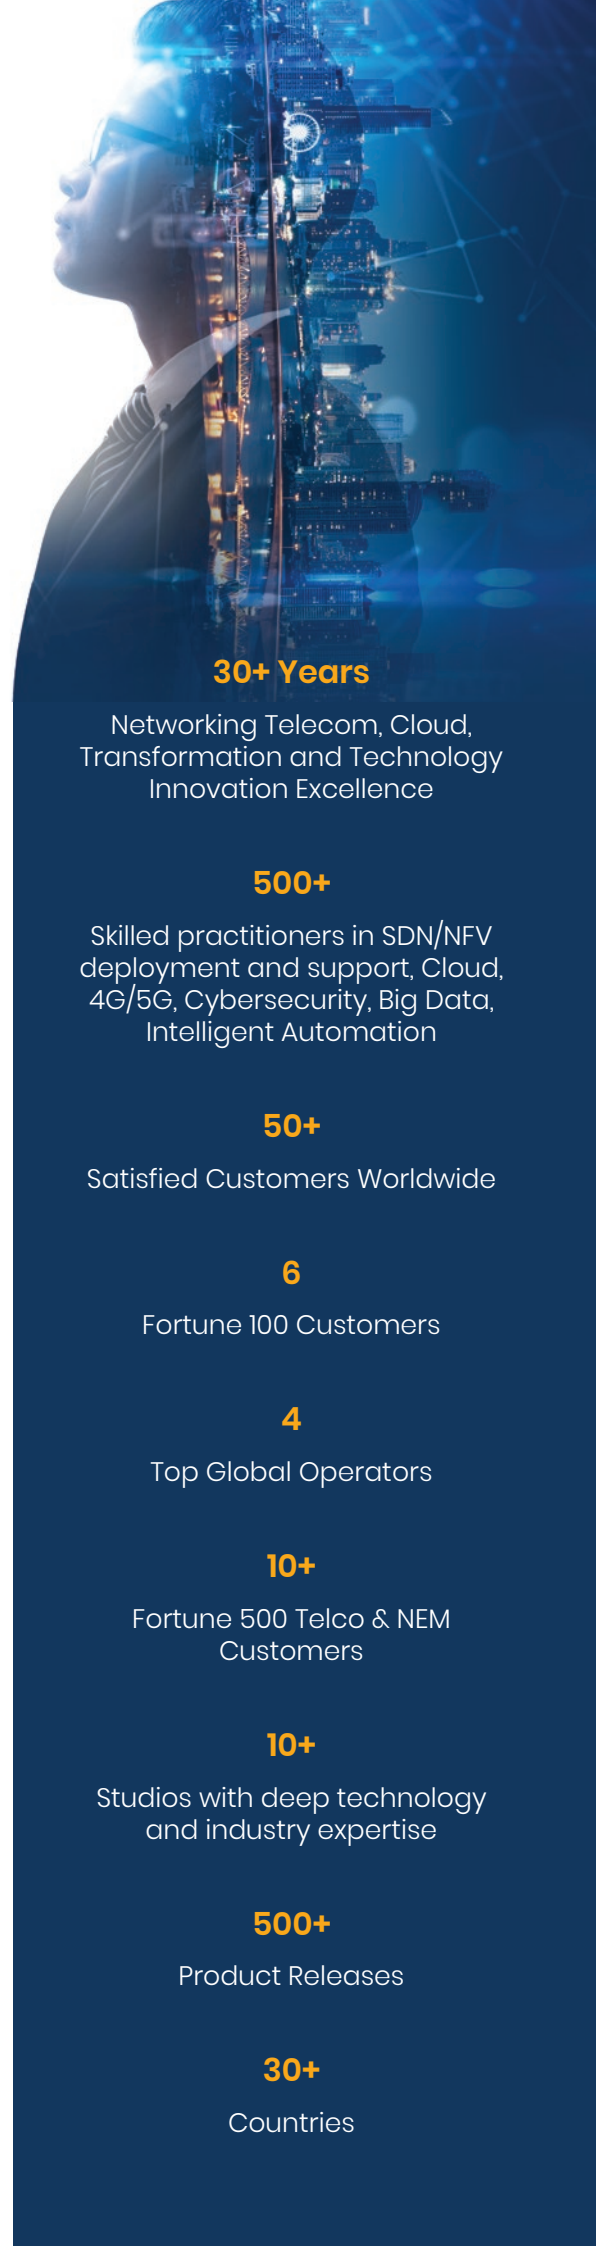 30+ Years
Networking Telecom, Cloud,
Transformation and Technology
Innovation Excellence
500+
Skilled practitioners in SDN/NFV
deployment and support, Cloud,
4G/5G, Cybersecurity, Big Data,
Intelligent Automation
50+
Satisfied Customers Worldwide
6
Fortune 100 Customers
4
Top Global Operators
10+
Fortune 500 Telco & NEM
Customers
10+
Studios with deep technology
and industry expertise
500+
Product Releases
30+
Countries